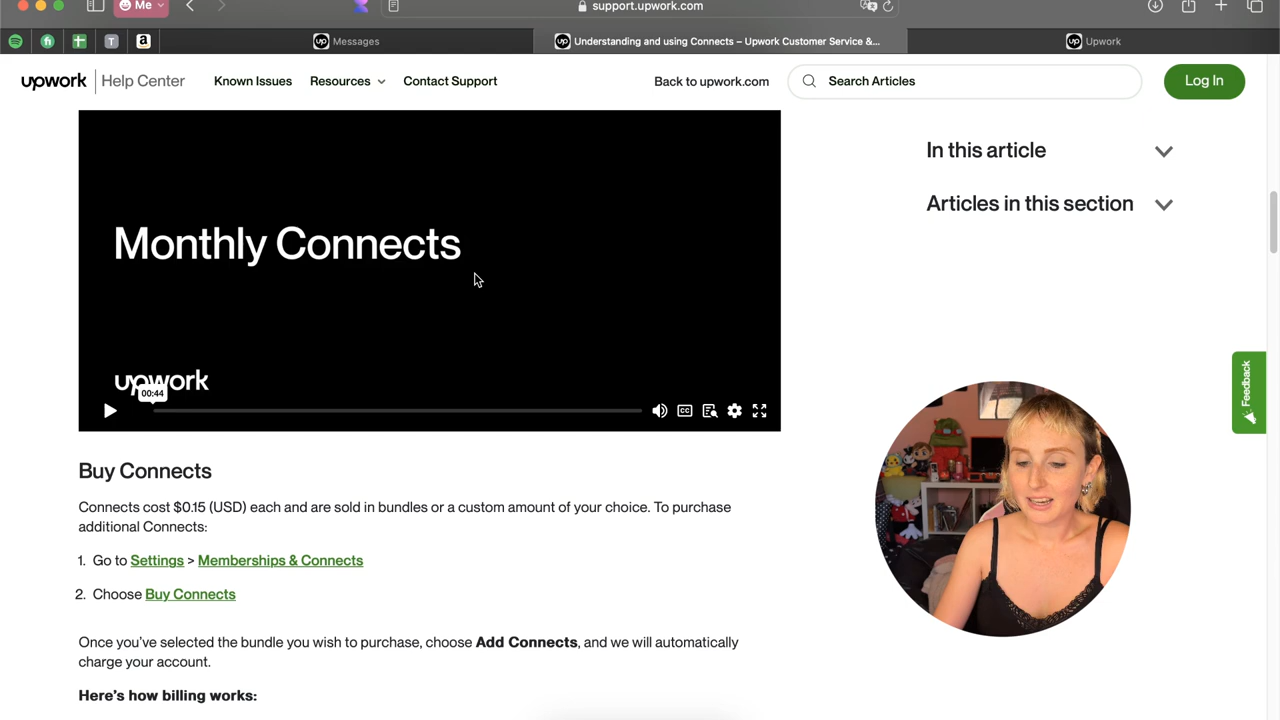 Me
support.upwork.com
Messages
Understanding and using Connects – Upwork Customer Service &...
Upwork
upwork Help Center
Known Issues
Resources
Contact Support
Back to upwork.com
Search Articles
Log In
Monthly Connects
upwork
00:44
CC
In this article
Articles in this section
Feedback
Buy Connects
Connects cost $0.15 (USD) each and are sold in bundles or a custom amount of your choice. To purchase
additional Connects:
1. Go to Settings > Memberships & Connects
2. Choose Buy Connects
Once you've selected the bundle you wish to purchase, choose Add Connects, and we will automatically
charge your account.
Here's how billing works: